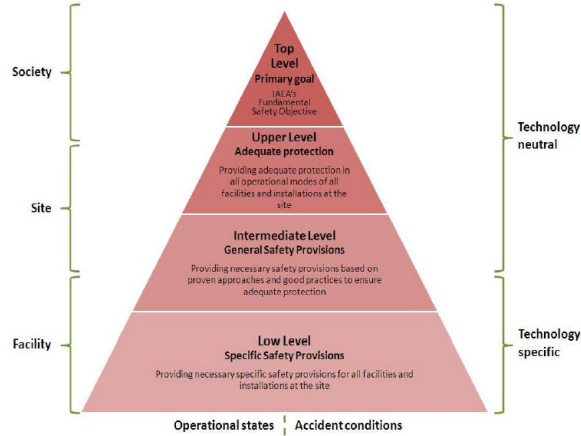 Society
Site
Facility
Top
Level
Primary goal
IAEA's
Fundamental
Safety Objective
Upper Level
Adequate protection
Providing adequate protection in
all operational modes of all
facilities and installations at the
site
Intermediate Level
General Safety Provisions
Providing necessary safety provisions based on
proven approaches and good practices to ensure
adequate protection
Low Level
Specific Safety Provisions
Providing necessary specific safety provisions for all facilities and
installations at the site
Technology
neutral
Technology
specific
Operational states
Accident conditions